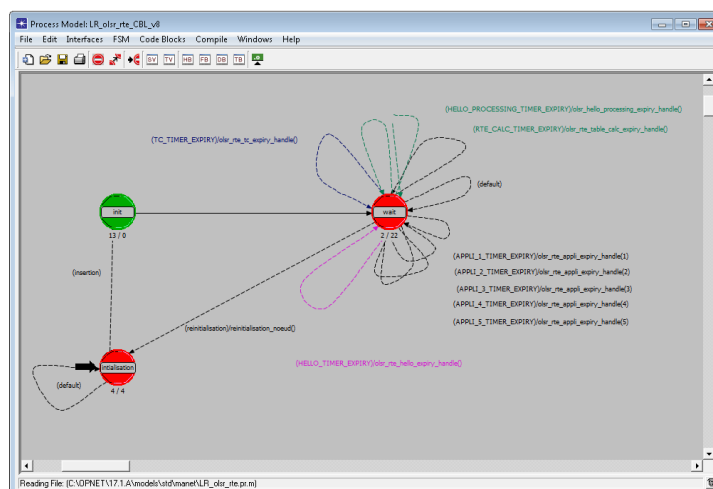 Process Model: LR_olsr_rte_CBL_v8
File Edit Interfaces FSM Code Blocks Compile Windows Help
SV TV HB FB DB TB
(HELLO_PROCESSING_TIMER_EXPIRY)/olsr_hello_processing_expiry_handle()
(RTE_CALC_TIMER_EXPIRY)/olsr_rte_table_calc_expiry_handle()
(TC_TIMER_EXPIRY)/olsr_rte_tc_expiry_handle()
(default)
init
wait
13 / 0
2 / 22
(APPLI_1_TIMER_EXPIRY)/olsr_rte_appli_expiry_handle(1)
(APPLI_2_TIMER_EXPIRY)/olsr_rte_appli_expiry_handle(2)
(APPLI_3_TIMER_EXPIRY)/olsr_rte_appli_expiry_handle(3)
(APPLI_4_TIMER_EXPIRY)/olsr_rte_appli_expiry_handle(4)
(APPLI_5_TIMER_EXPIRY)/olsr_rte_appli_expiry_handle(5)
(insertion)
(reinitialisation)/reinitialisation_noeud()
(HELLO_TIMER_EXPIRY)/olsr_rte_hello_expiry_handle()
intialisation
(default)
4 / 4
Reading File: (C:\OPNET\17.1.A\models\std\manet\LR_olsr_rte.pr.m)